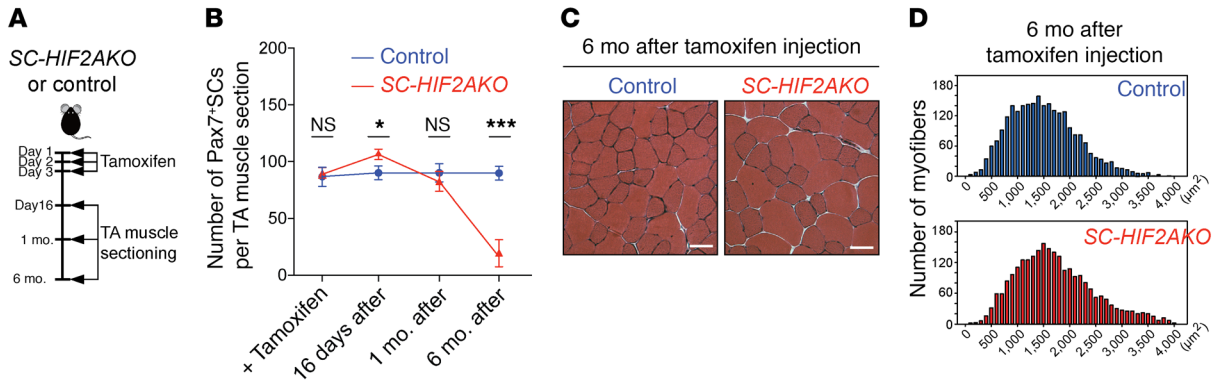 A
SC-HIF2AKO
or control
Day 1
Day 2
Day 3
Tamoxifen
Day16
1 mo.
TA muscle
sectioning
6 mo.
B
Number of Pax7⁺SCs
per TA muscle section
200
150
100
50
0
Control
SC-HIF2AKO
NS
*
NS
***
+ Tamoxifen
16 days after
1 mo. after
6 mo. after
C
6 mo after tamoxifen injection
Control
SC-HIF2AKO
D
6 mo after
tamoxifen injection
Number of myofibers
Control
180
120
60
0
0
500
1,000
1,500
2,000
2,500
3,000
3,500
4,000
(μm²)
SC-HIF2AKO
180
120
60
0
0
500
1,000
1,500
2,000
2,500
3,000
3,500
4,000
(μm²)